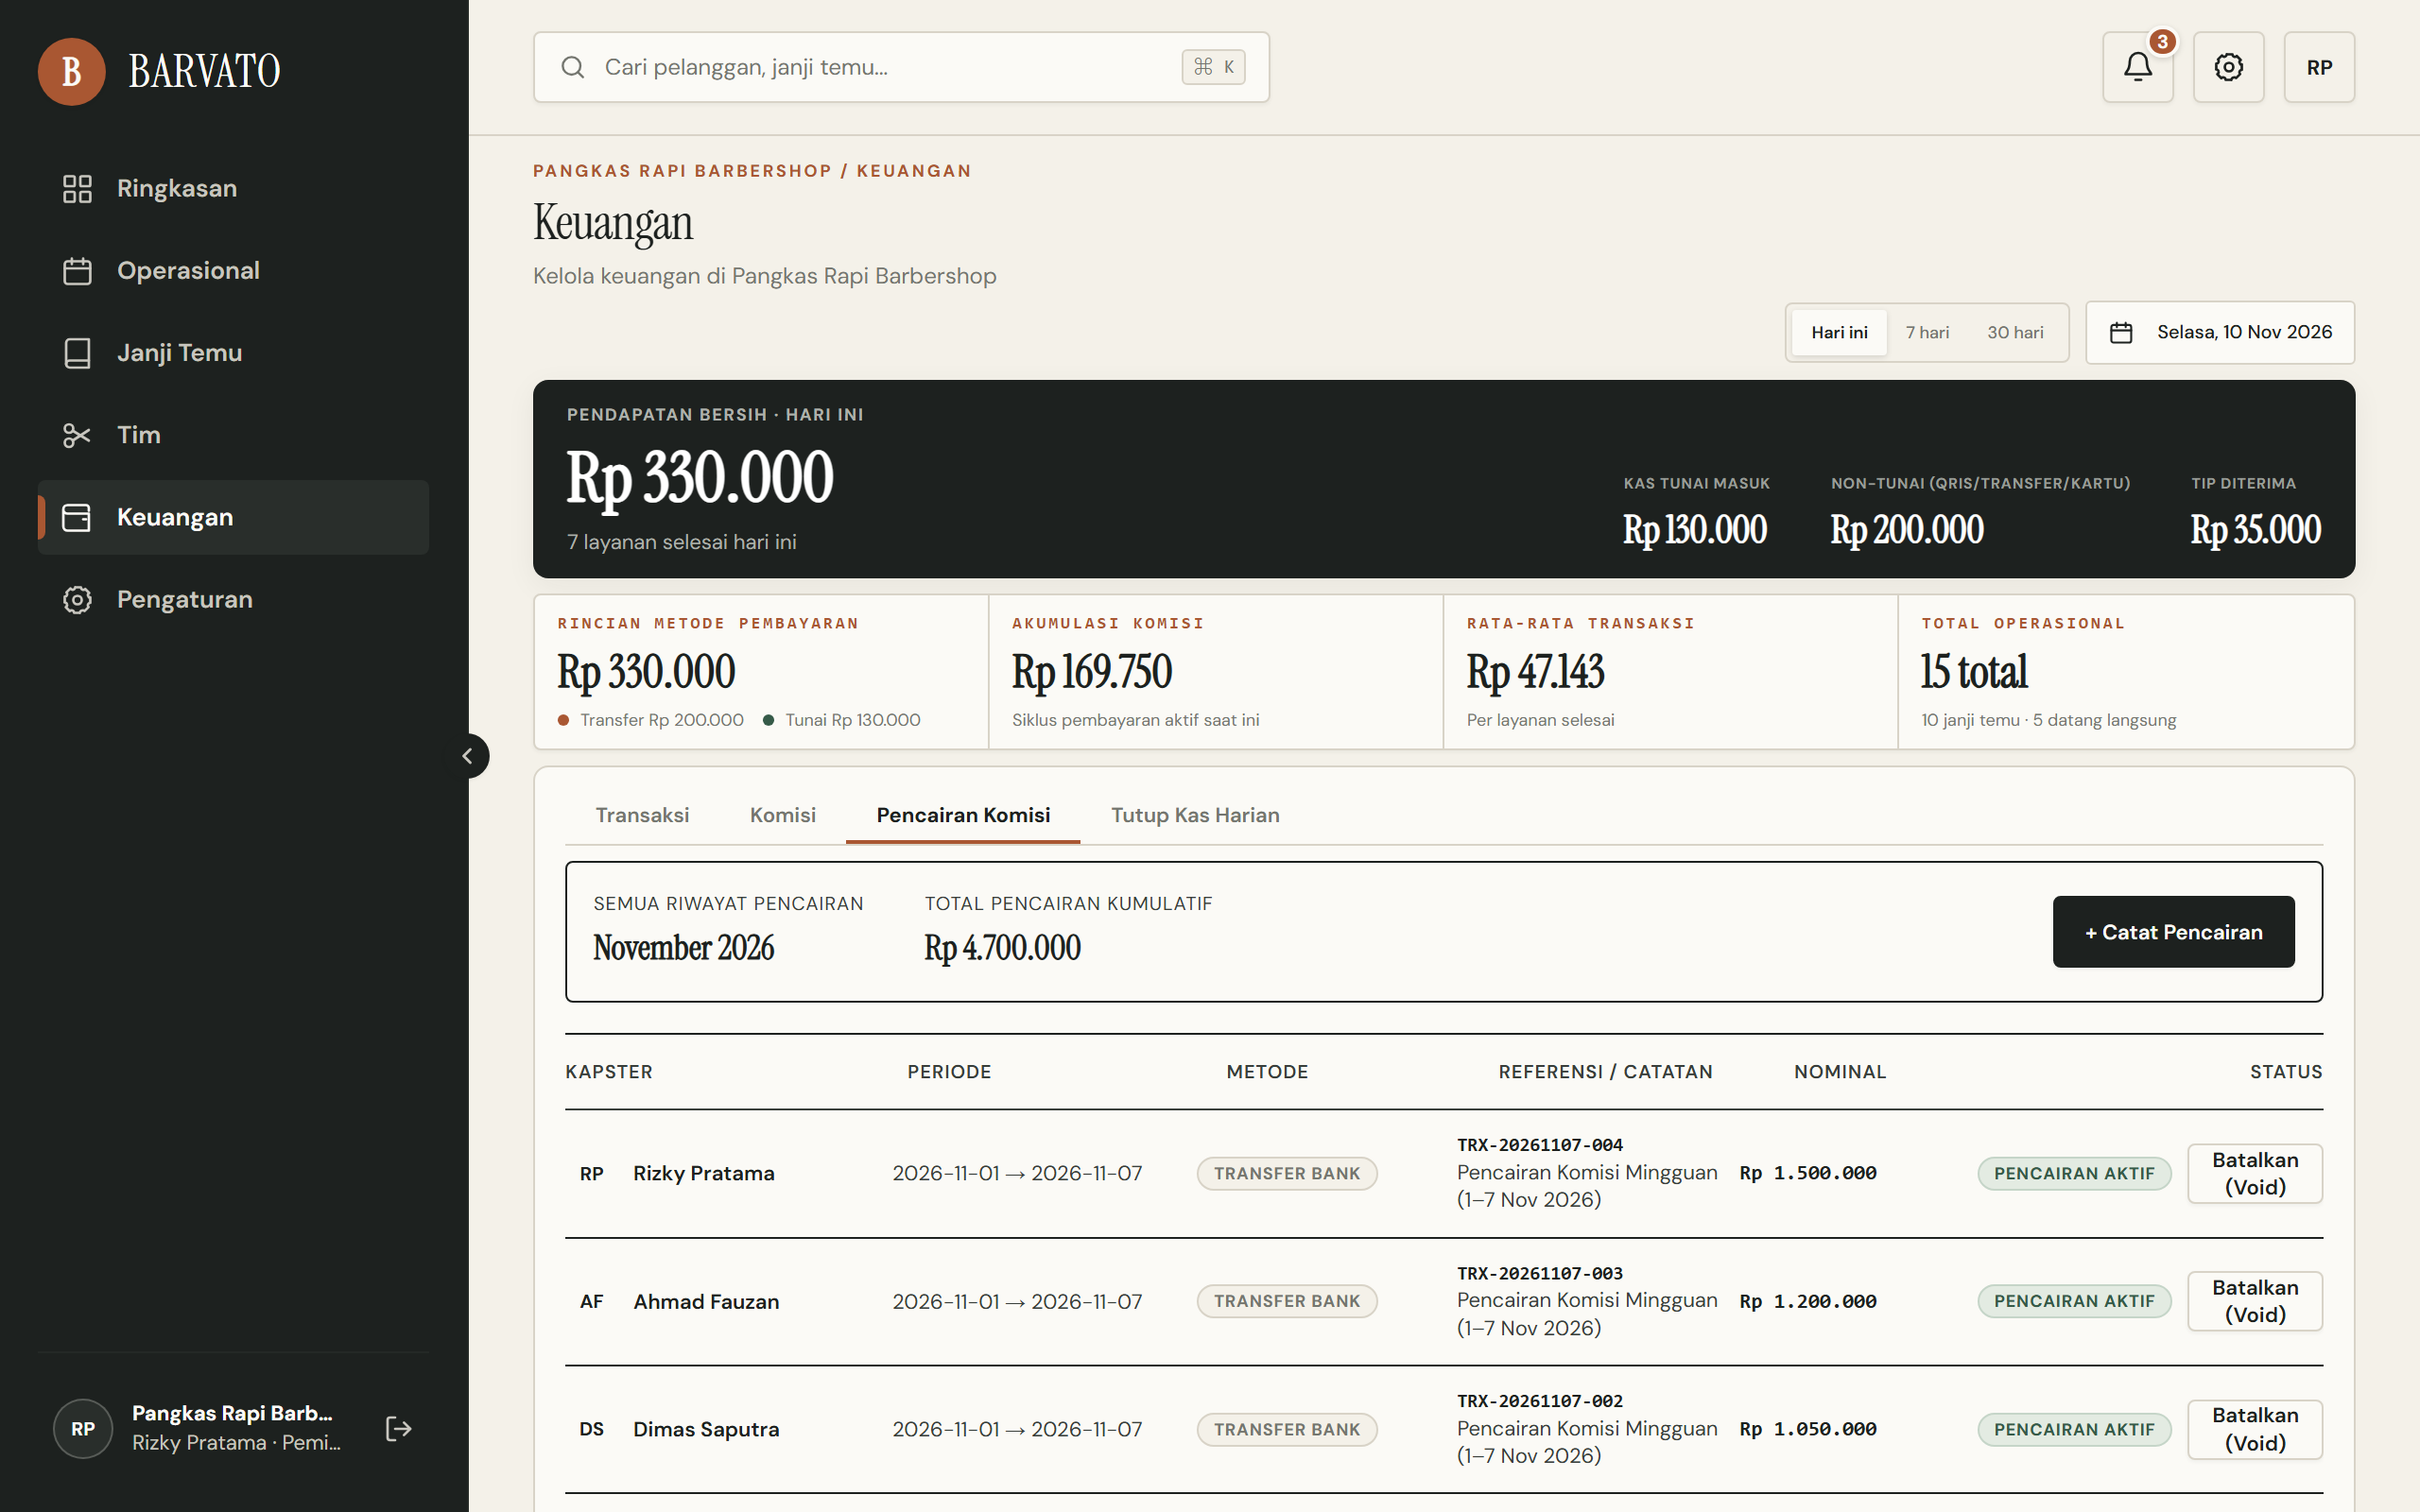 B BARVATO
Ringkasan
Operasional
Janji Temu
Tim
Keuangan
Pengaturan
RP
Pangkas Rapi Barb...
Rizky Pratama · Pemi...
Cari pelanggan, janji temu...
⌘ K
3
RP
PANGKAS RAPI BARBERSHOP / KEUANGAN
Keuangan
Kelola keuangan di Pangkas Rapi Barbershop
Hari ini 7 hari 30 hari
Selasa, 10 Nov 2026
PENDAPATAN BERSIH · HARI INI
Rp 330.000
7 layanan selesai hari ini
KAS TUNAI MASUK
Rp 130.000
NON-TUNAI (QRIS/TRANSFER/KARTU)
Rp 200.000
TIP DITERIMA
Rp 35.000
RINCIAN METODE PEMBAYARAN
Rp 330.000
Transfer Rp 200.000 Tunai Rp 130.000
AKUMULASI KOMISI
Rp 169.750
Siklus pembayaran aktif saat ini
RATA-RATA TRANSAKSI
Rp 47.143
Per layanan selesai
TOTAL OPERASIONAL
15 total
10 janji temu · 5 datang langsung
Transaksi Komisi Pencairan Komisi Tutup Kas Harian
SEMUA RIWAYAT PENCAIRAN
November 2026
TOTAL PENCAIRAN KUMULATIF
Rp 4.700.000
+ Catat Pencairan
KAPSTER PERIODE METODE REFERENSI / CATATAN NOMINAL STATUS
RP Rizky Pratama 2026-11-01 → 2026-11-07 TRANSFER BANK
TRX-20261107-004
Pencairan Komisi Mingguan
(1–7 Nov 2026)
Rp 1.500.000 PENCAIRAN AKTIF
Batalkan
(Void)
AF Ahmad Fauzan 2026-11-01 → 2026-11-07 TRANSFER BANK
TRX-20261107-003
Pencairan Komisi Mingguan
(1–7 Nov 2026)
Rp 1.200.000 PENCAIRAN AKTIF
Batalkan
(Void)
DS Dimas Saputra 2026-11-01 → 2026-11-07 TRANSFER BANK
TRX-20261107-002
Pencairan Komisi Mingguan
(1–7 Nov 2026)
Rp 1.050.000 PENCAIRAN AKTIF
Batalkan
(Void)